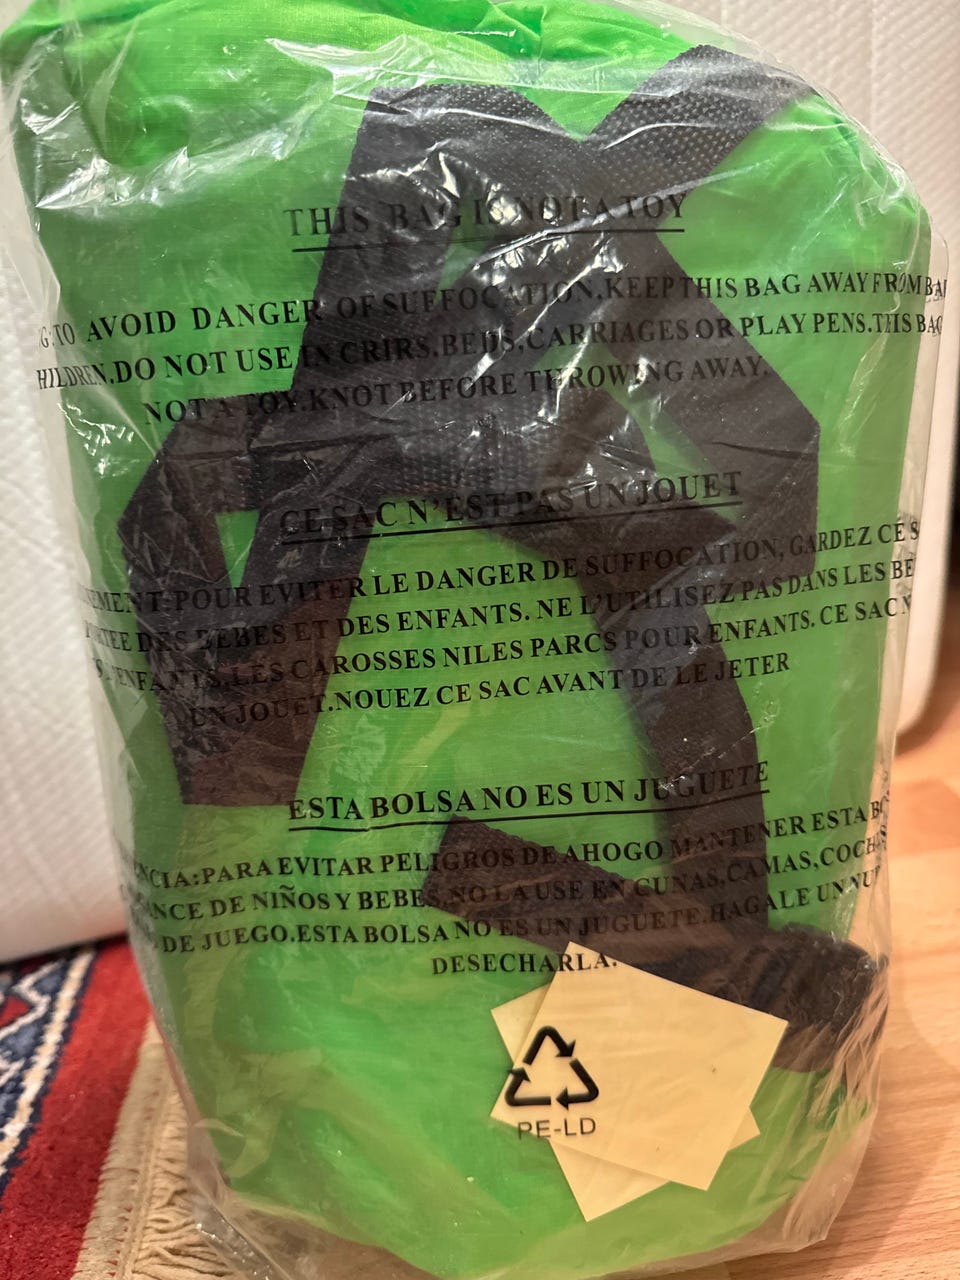 THIS BAG IS NOT A TOY
G:TO AVOID DANGER OF SUFFOCATION.KEEP THIS BAG AWAY FROM BA
HILDREN.DO NOT USE IN CRIRS.BEDS,CARRIAGES OR PLAY PENS.THIS BAG
NOT A TOY.KNOT BEFORE THROWING AWAY.
CE SAC N'EST PAS UN JOUET
SEMENT:POUR EVITER LE DANGER DE SUFFOCATION, GARDEZ CE S
DES BEBES ET DES ENFANTS. NE L'UTILISEZ PAS DANS LES BE
ENFANTS,LES CAROSSES NILES PARCS POUR ENFANTS. CE SAC N
UN JOUET.NOUEZ CE SAC AVANT DE LE JETER
ESTA BOLSA NO ES UN JUGUETE
NCIA:PARA EVITAR PELIGROS DE AHOGO MANTENER ESTA BO
ANCE DE NIÑOS Y BEBES,NO LA USE EN CUNAS,CAMAS,COCHES
DE JUEGO.ESTA BOLSA NO ES UN JUGUETE.HAGALE UN NU
DESECHARLA.
PE-LD